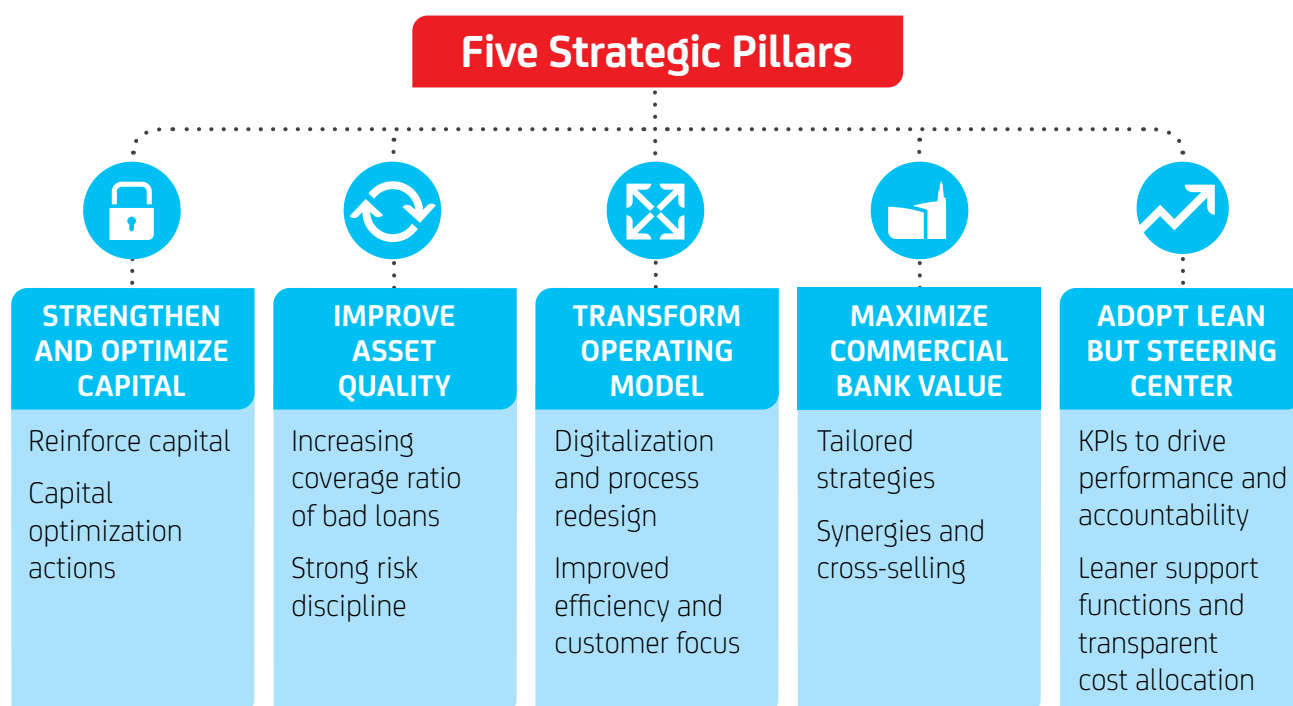 Five Strategic Pillars
STRENGTHEN
AND OPTIMIZE
CAPITAL
Reinforce capital
Capital
optimization
actions
IMPROVE
ASSET
QUALITY
Increasing
coverage ratio
of bad loans
Strong risk
discipline
TRANSFORM
OPERATING
MODEL
Digitalization
and process
redesign
Improved
efficiency and
customer focus
MAXIMIZE
COMMERCIAL
BANK VALUE
Tailored
strategies
Synergies and
cross-selling
ADOPT LEAN
BUT STEERING
CENTER
KPIs to drive
performance and
accountability
Leaner support
functions and
transparent
cost allocation